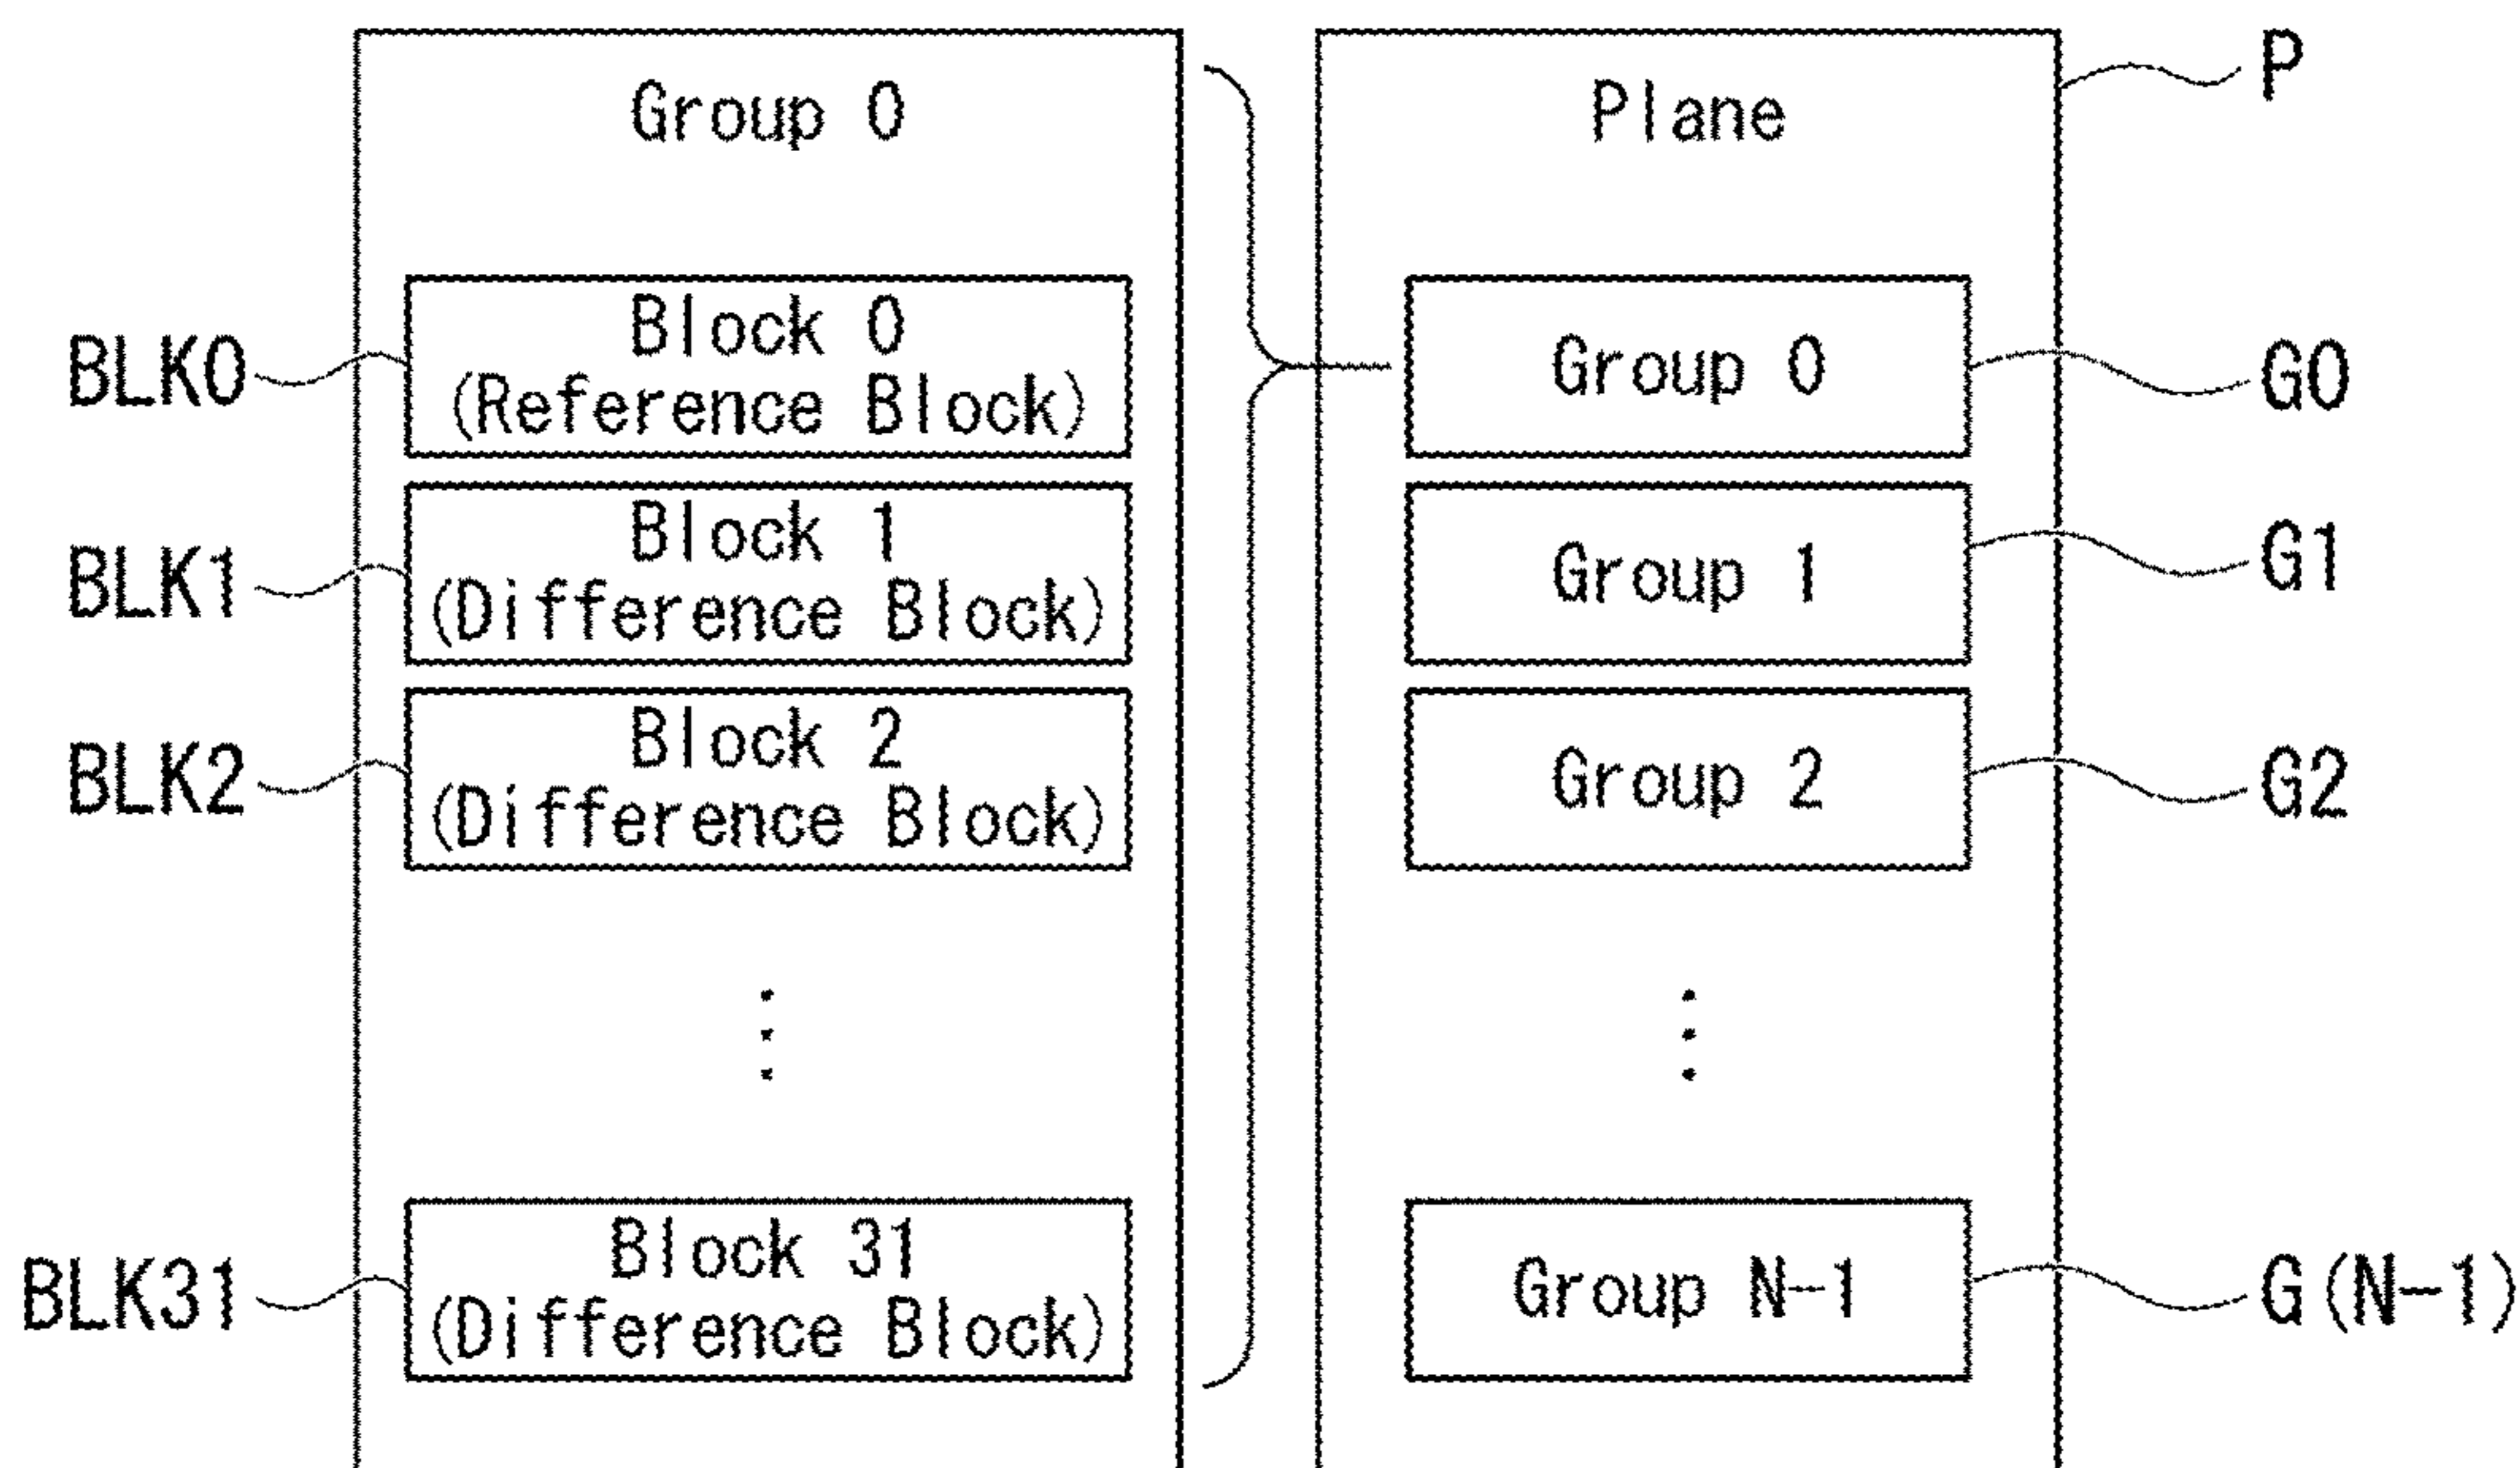 Group 0
Plane
P
BLK0
Block 0
(Reference Block)
Group 0
G0
BLK1
Block 1
(Difference Block)
Group 1
G1
BLK2
Block 2
(Difference Block)
Group 2
G2
BLK31
Block 31
(Difference Block)
Group N-1
G(N-1)